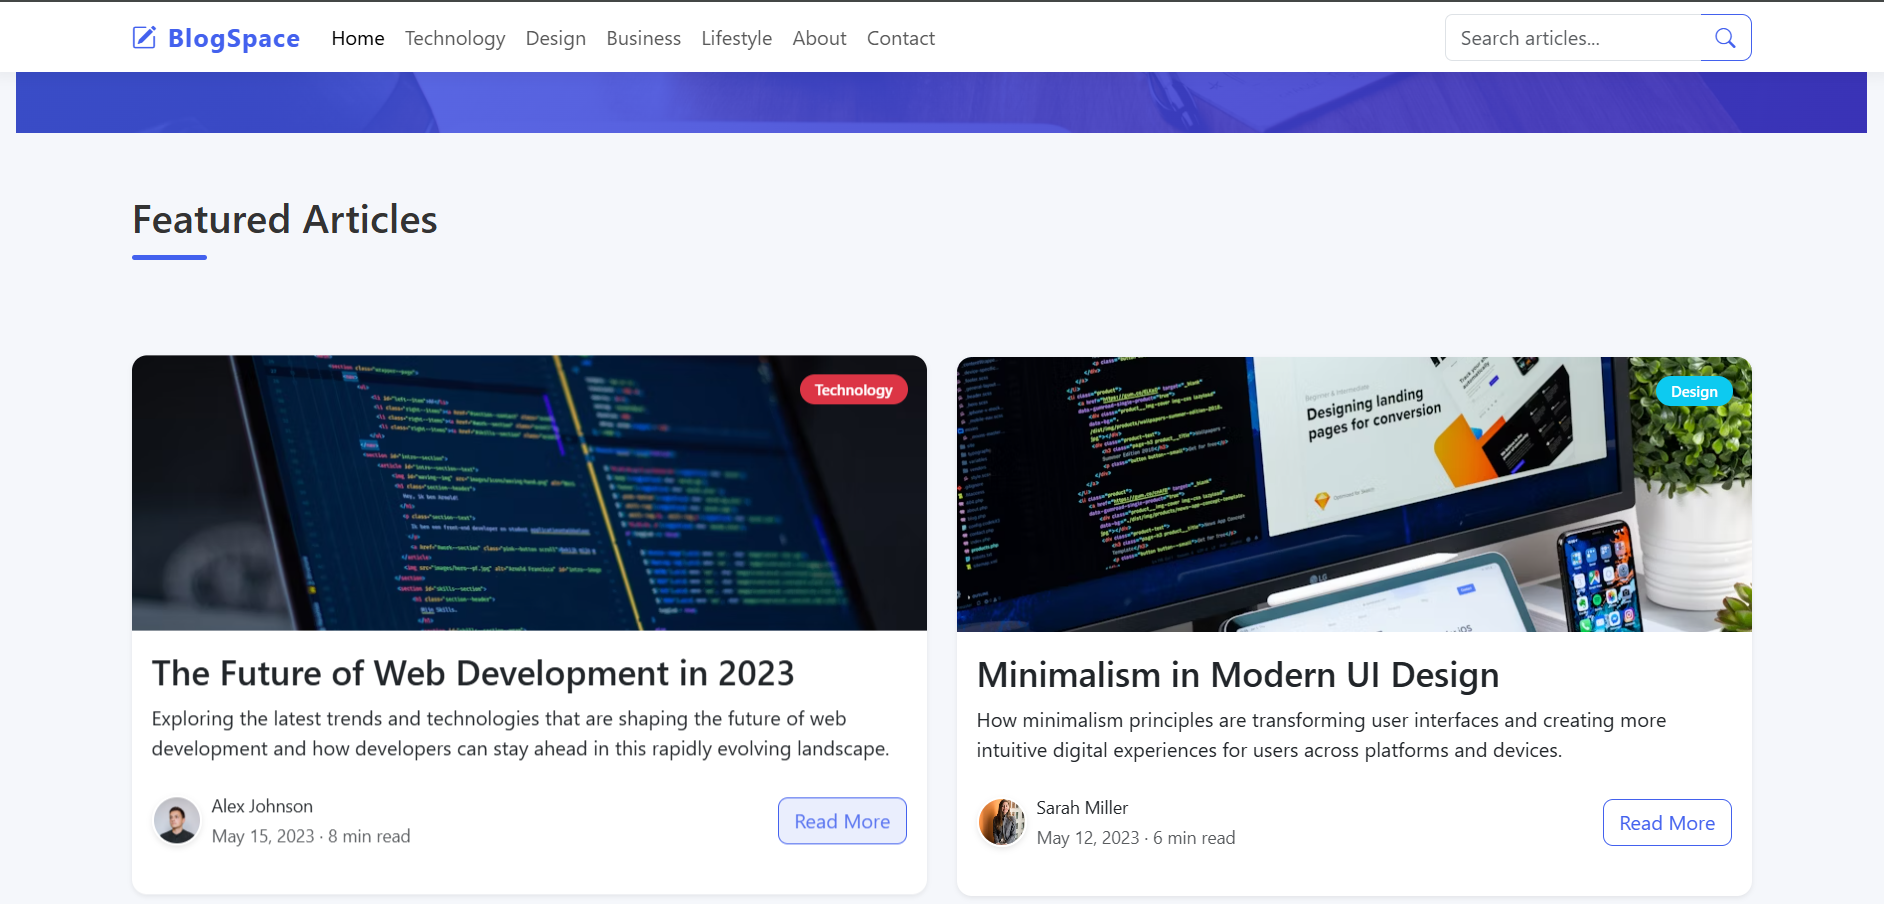 BlogSpace Home Technology Design Business Lifestyle About Contact Search articles...
Featured Articles
Technology
The Future of Web Development in 2023
Exploring the latest trends and technologies that are shaping the future of web
development and how developers can stay ahead in this rapidly evolving landscape.
Alex Johnson
May 15, 2023 · 8 min read
Read More
Design
Designing landing
pages for conversion
LG
Minimalism in Modern UI Design
How minimalism principles are transforming user interfaces and creating more
intuitive digital experiences for users across platforms and devices.
Sarah Miller
May 12, 2023 · 6 min read
Read More